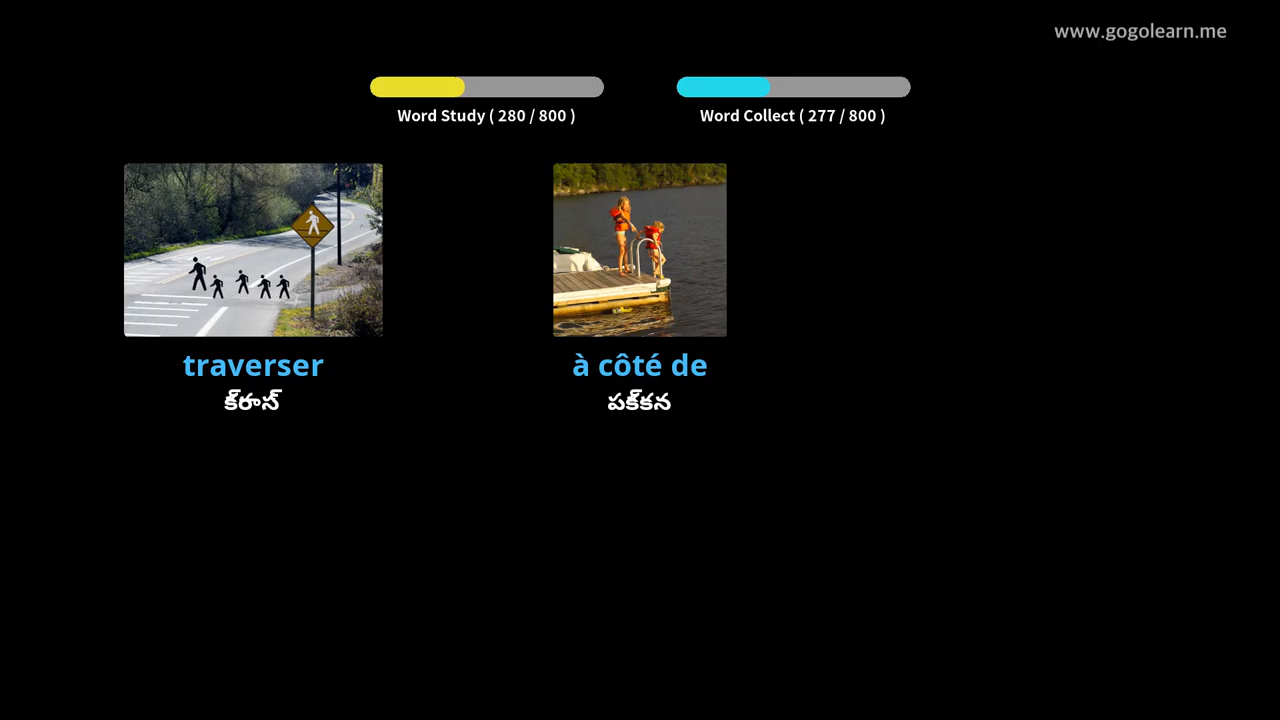 www.gogolearn.me
Word Study ( 280 / 800 )
Word Collect ( 277 / 800 )
traverser
క్‌రాస్‌
à côté de
పక్‌కన